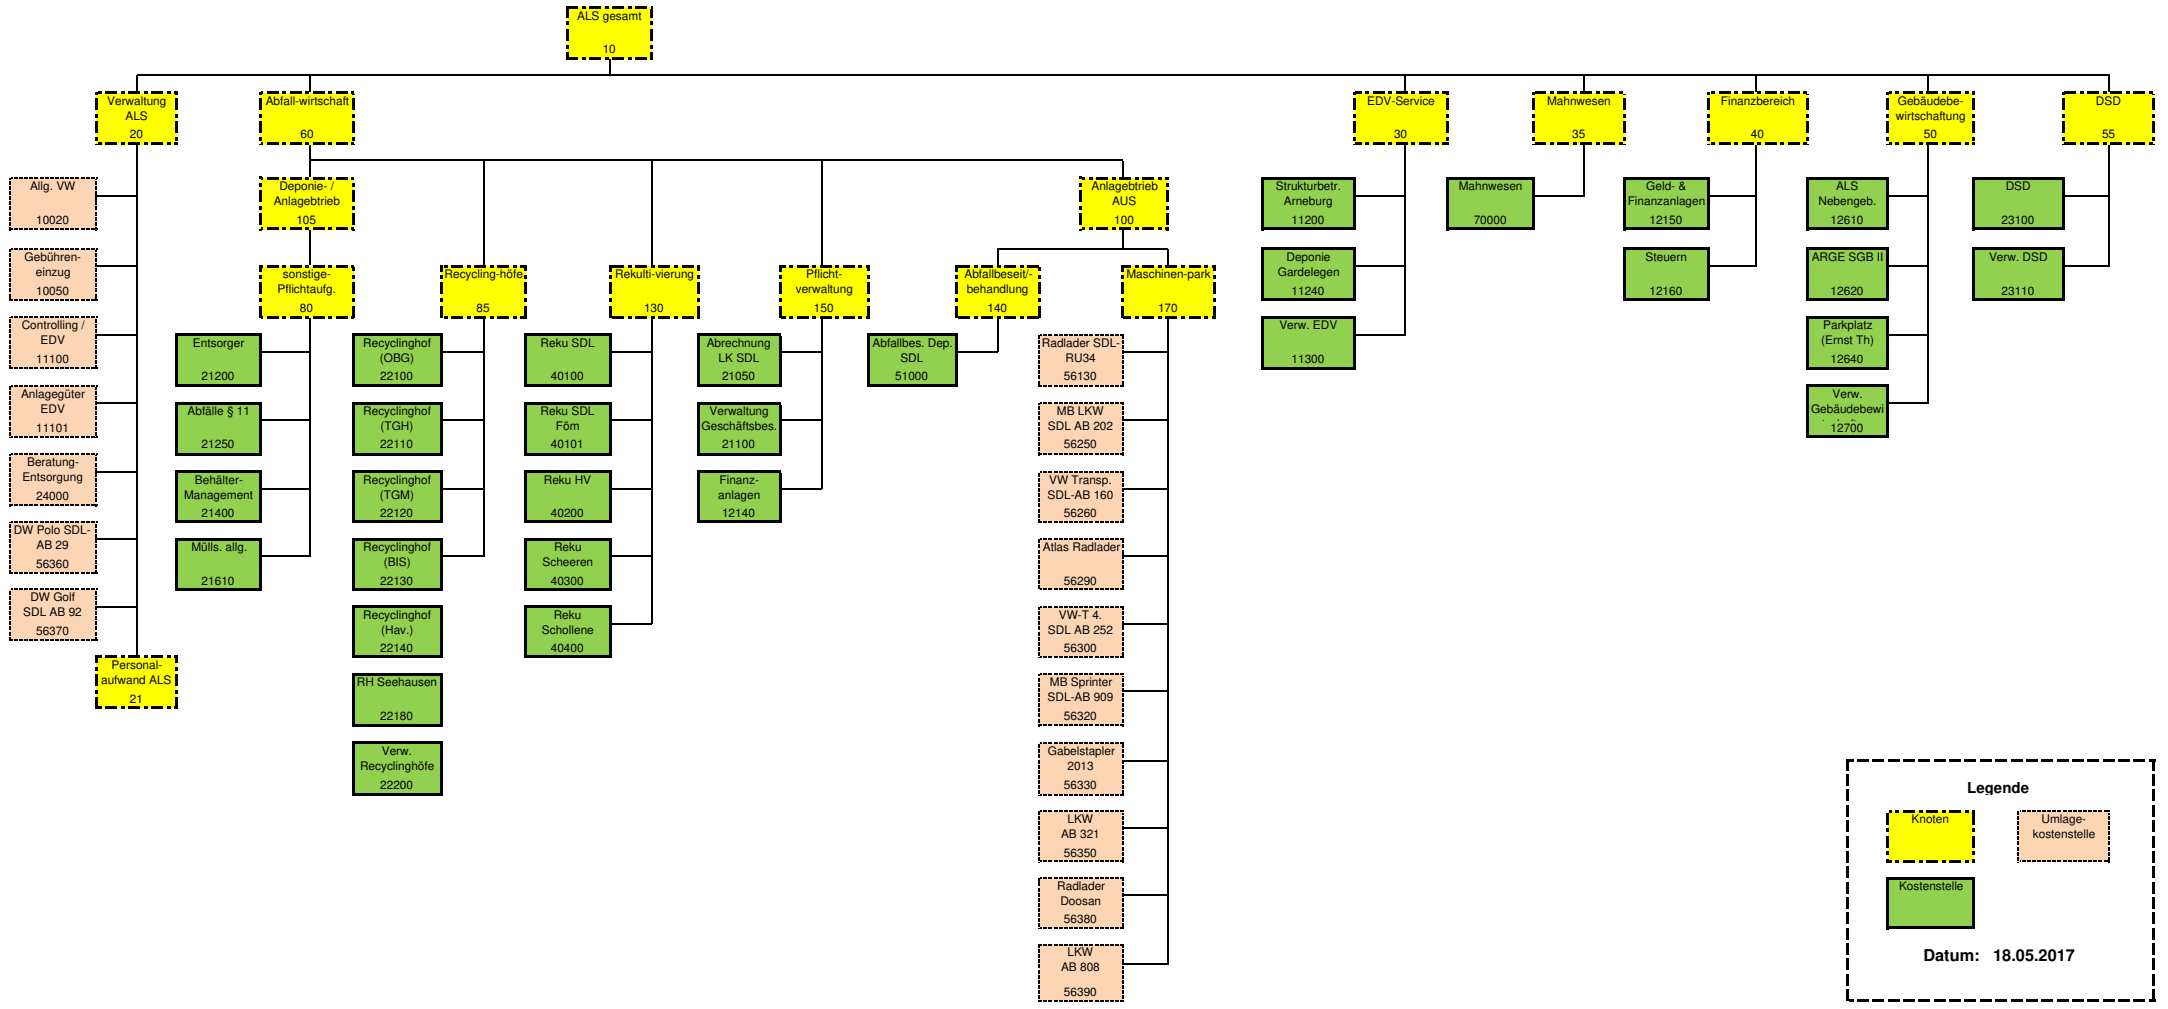 ALS gesamt
10
Verwaltung
ALS
20
Abfall-wirtschaft
60
EDV-Service
30
Mahnwesen
35
Finanzbereich
40
Gebäudebe-
wirtschaftung
50
DSD
55
Allg. VW
10020
Gebühren-
einzug
10050
Controlling /
EDV
11100
Anlagegüter
EDV
11101
Beratung-
Entsorgung
24000
DW Polo SDL-
AB 29
56360
DW Golf
SDL AB 92
56370
Personal-
aufwand ALS
21
Deponie- /
Anlagebtrieb
105
Anlagebtrieb
AUS
100
sonstige-
Pflichtaufg.
80
Recycling-höfe
85
Rekulti-vierung
130
Pflicht-
verwaltung
150
Abfallbeseit/-
behandlung
140
Maschinen-park
170
Entsorger
21200
Abfälle § 11
21250
Behälter-
Management
21400
Mülls. allg.
21610
Recyclinghof
(OBG)
22100
Recyclinghof
(TGH)
22110
Recyclinghof
(TGM)
22120
Recyclinghof
(BIS)
22130
Recyclinghof
(Hav.)
22140
RH Seehausen
22180
Verw.
Recyclinghöfe
22200
Reku SDL
40100
Reku SDL
Föm
40101
Reku HV
40200
Reku
Scheeren
40300
Reku
Schollene
40400
Abrechnung
LK SDL
21050
Verwaltung
Geschäftsbes.
21100
Finanz-
anlagen
12140
Abfallbes. Dep.
SDL
51000
Radlader SDL-
RU34
56130
MB LKW
SDL AB 202
56250
VW Transp.
SDL-AB 160
56260
Atlas Radlader
56290
VW-T 4.
SDL AB 252
56300
MB Sprinter
SDL-AB 909
56320
Gabelstapler
2013
56330
LKW
AB 321
56350
Radlader
Doosan
56380
LKW
AB 808
56390
Strukturbetr.
Arneburg
11200
Deponie
Gardelegen
11240
Verw. EDV
11300
Mahnwesen
70000
Geld- &
Finanzanlagen
12150
Steuern
12160
ALS
Nebengeb.
12610
ARGE SGB II
12620
Parkplatz
(Ernst Th)
12640
Verw.
Gebäudebewi
12700
DSD
23100
Verw. DSD
23110
Legende
Knoten
Umlage-
kostenstelle
Kostenstelle
Datum: 18.05.2017